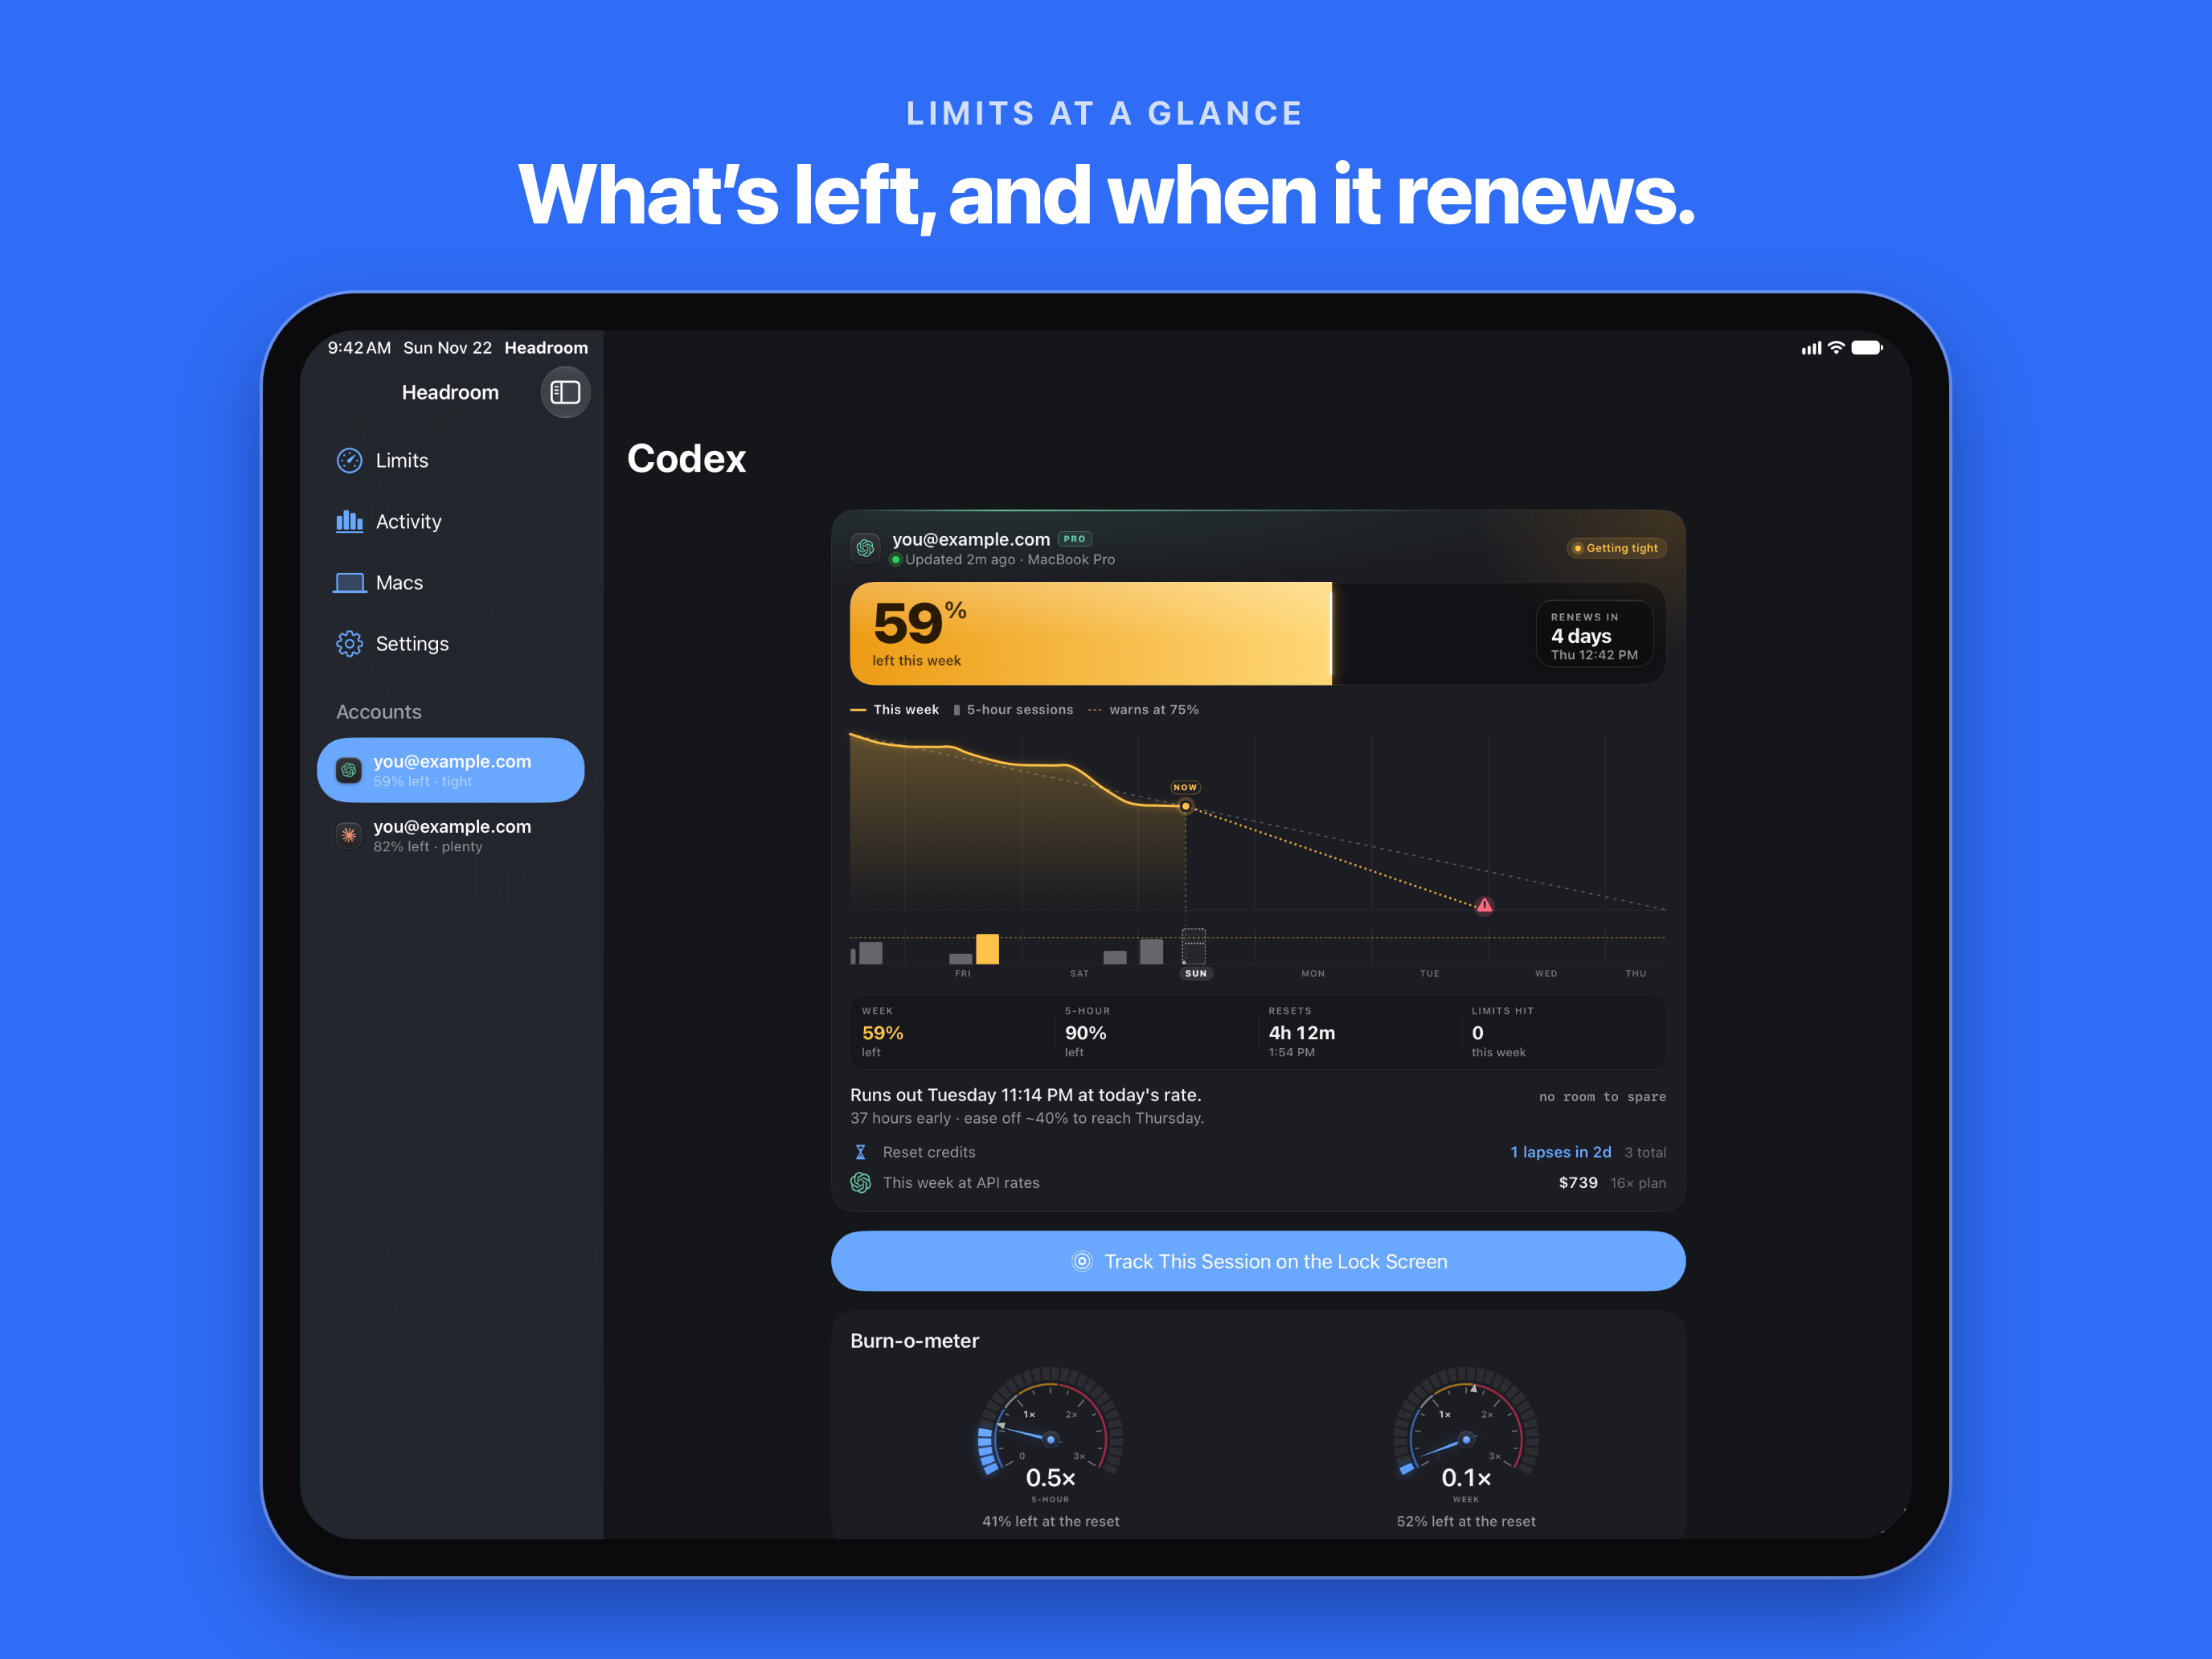 LIMITS AT A GLANCE
What's left, and when it renews.
9:42 AM Sun Nov 22 Headroom
Headroom
Limits
Activity
Macs
Settings
Accounts
you@example.com
59% left · tight
you@example.com
82% left · plenty
Codex
you@example.com PRO
Updated 2m ago · MacBook Pro
Getting tight
59%
left this week
RENEWS IN
4 days
Thu 12:42 PM
This week 5-hour sessions warns at 75%
NOW
FRI SAT SUN MON TUE WED THU
WEEK
59%
left
5-HOUR
90%
left
RESETS
4h 12m
1:54 PM
LIMITS HIT
0
this week
Runs out Tuesday 11:14 PM at today's rate.
no room to spare
37 hours early · ease off ~40% to reach Thursday.
Reset credits 1 lapses in 2d 3 total
This week at API rates $739 16× plan
Track This Session on the Lock Screen
Burn-o-meter
0 1× 2× 3×
0.5×
5-HOUR
41% left at the reset
1× 2× 3×
0.1×
WEEK
52% left at the reset